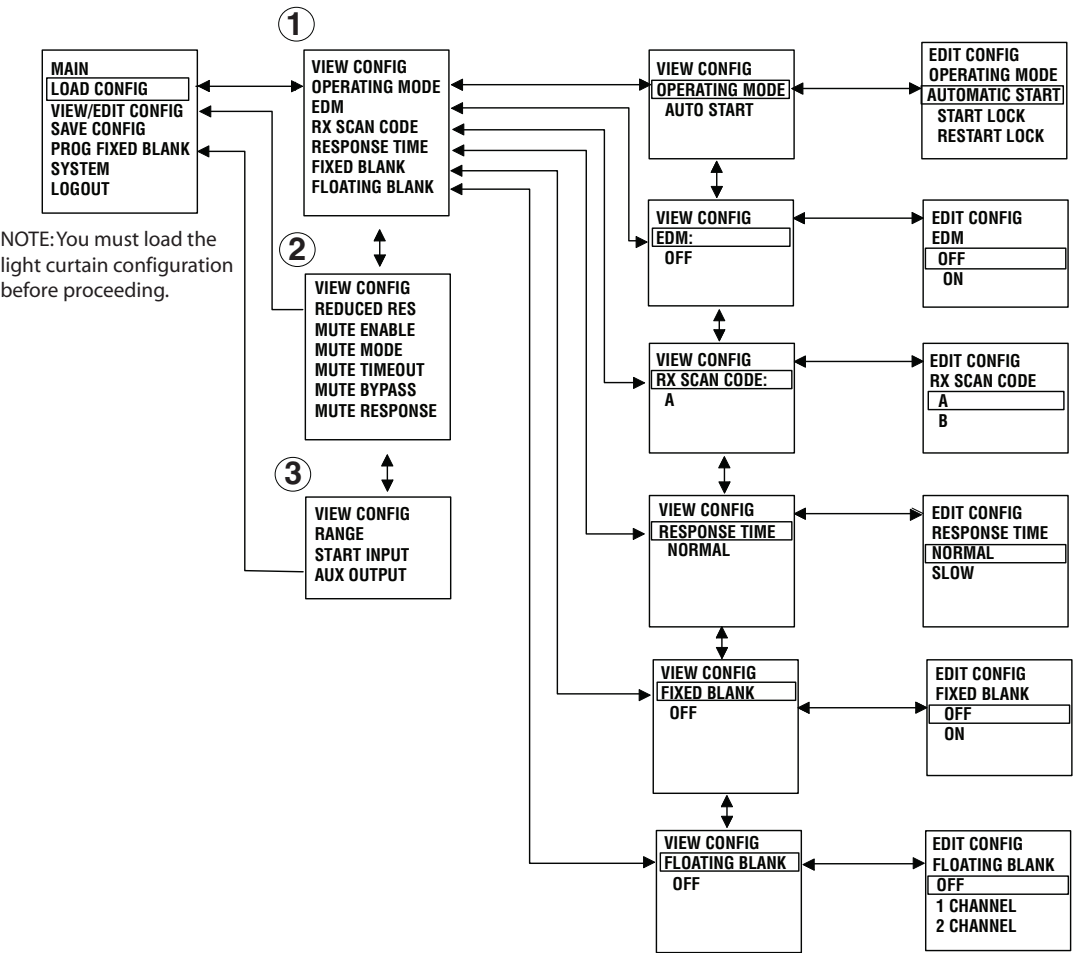 1
MAIN
LOAD CONFIG
VIEW/EDIT CONFIG
SAVE CONFIG
PROG FIXED BLANK
SYSTEM
LOGOUT
NOTE: You must load the
light curtain configuration
before proceeding.
VIEW CONFIG
OPERATING MODE
EDM
RX SCAN CODE
RESPONSE TIME
FIXED BLANK
FLOATING BLANK
2
VIEW CONFIG
REDUCED RES
MUTE ENABLE
MUTE MODE
MUTE TIMEOUT
MUTE BYPASS
MUTE RESPONSE
3
VIEW CONFIG
RANGE
START INPUT
AUX OUTPUT
VIEW CONFIG
OPERATING MODE
AUTO START
EDIT CONFIG
OPERATING MODE
AUTOMATIC START
START LOCK
RESTART LOCK
VIEW CONFIG
EDM:
OFF
EDIT CONFIG
EDM
OFF
ON
VIEW CONFIG
RX SCAN CODE:
A
EDIT CONFIG
RX SCAN CODE
A
B
VIEW CONFIG
RESPONSE TIME
NORMAL
EDIT CONFIG
RESPONSE TIME
NORMAL
SLOW
VIEW CONFIG
FIXED BLANK
OFF
EDIT CONFIG
FIXED BLANK
OFF
ON
VIEW CONFIG
FLOATING BLANK
OFF
EDIT CONFIG
FLOATING BLANK
OFF
1 CHANNEL
2 CHANNEL